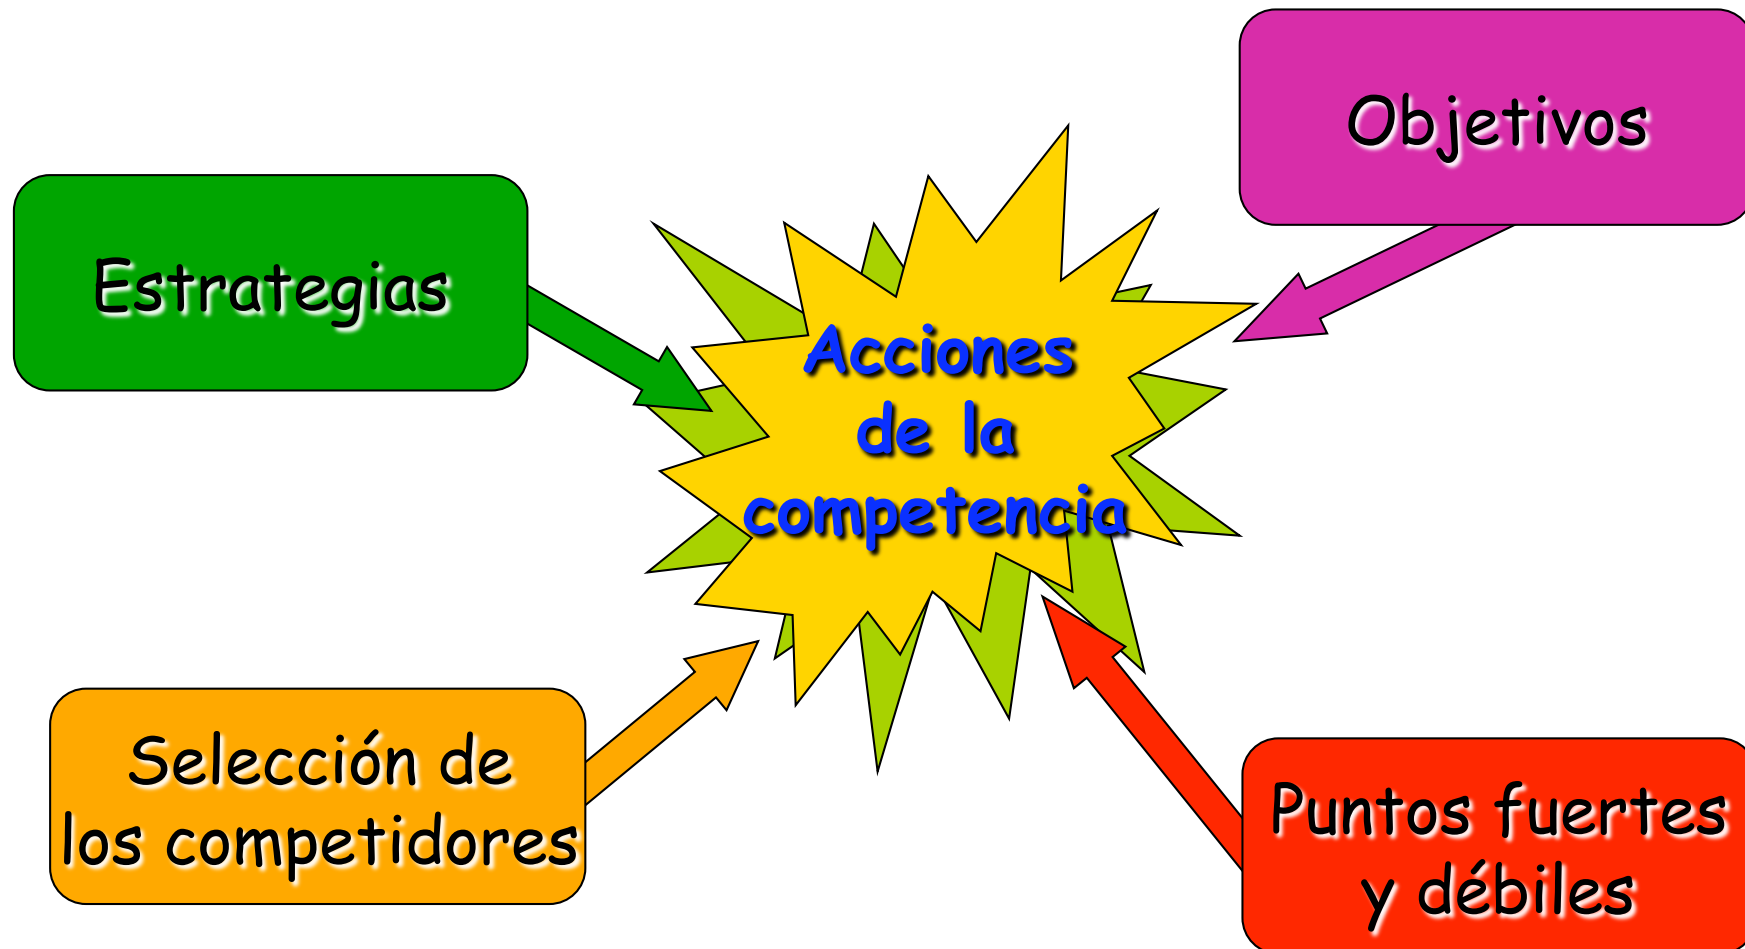 Objetivos
Estrategias
Acciones
de la
competencia
Selección de
los competidores
Puntos fuertes
y débiles